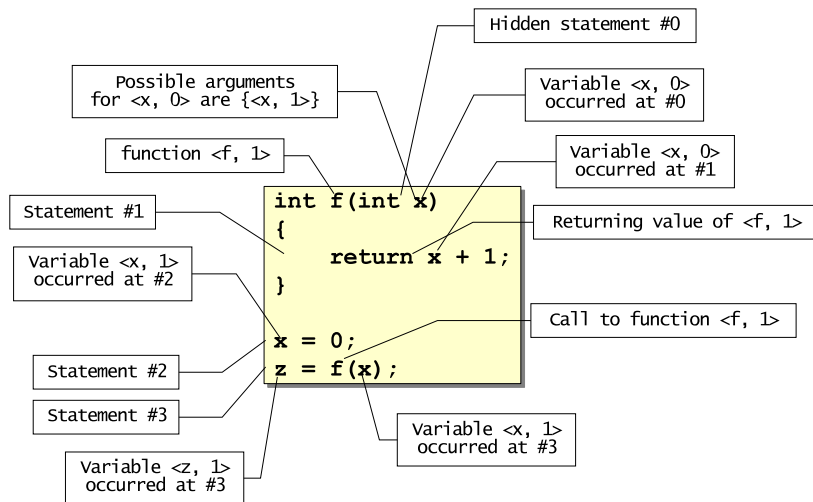 Hidden statement #0
Possible arguments
for <x, 0> are {<x, 1>}
Variable <x, 0>
occurred at #0
function <f, 1>
Variable <x, 0>
occurred at #1
Statement #1
Returning value of <f, 1>
Variable <x, 1>
occurred at #2
int f(int x)
{
return x + 1;
}
x = 0;
z = f(x);
Call to function <f, 1>
Statement #2
Statement #3
Variable <x, 1>
occurred at #3
Variable <z, 1>
occurred at #3